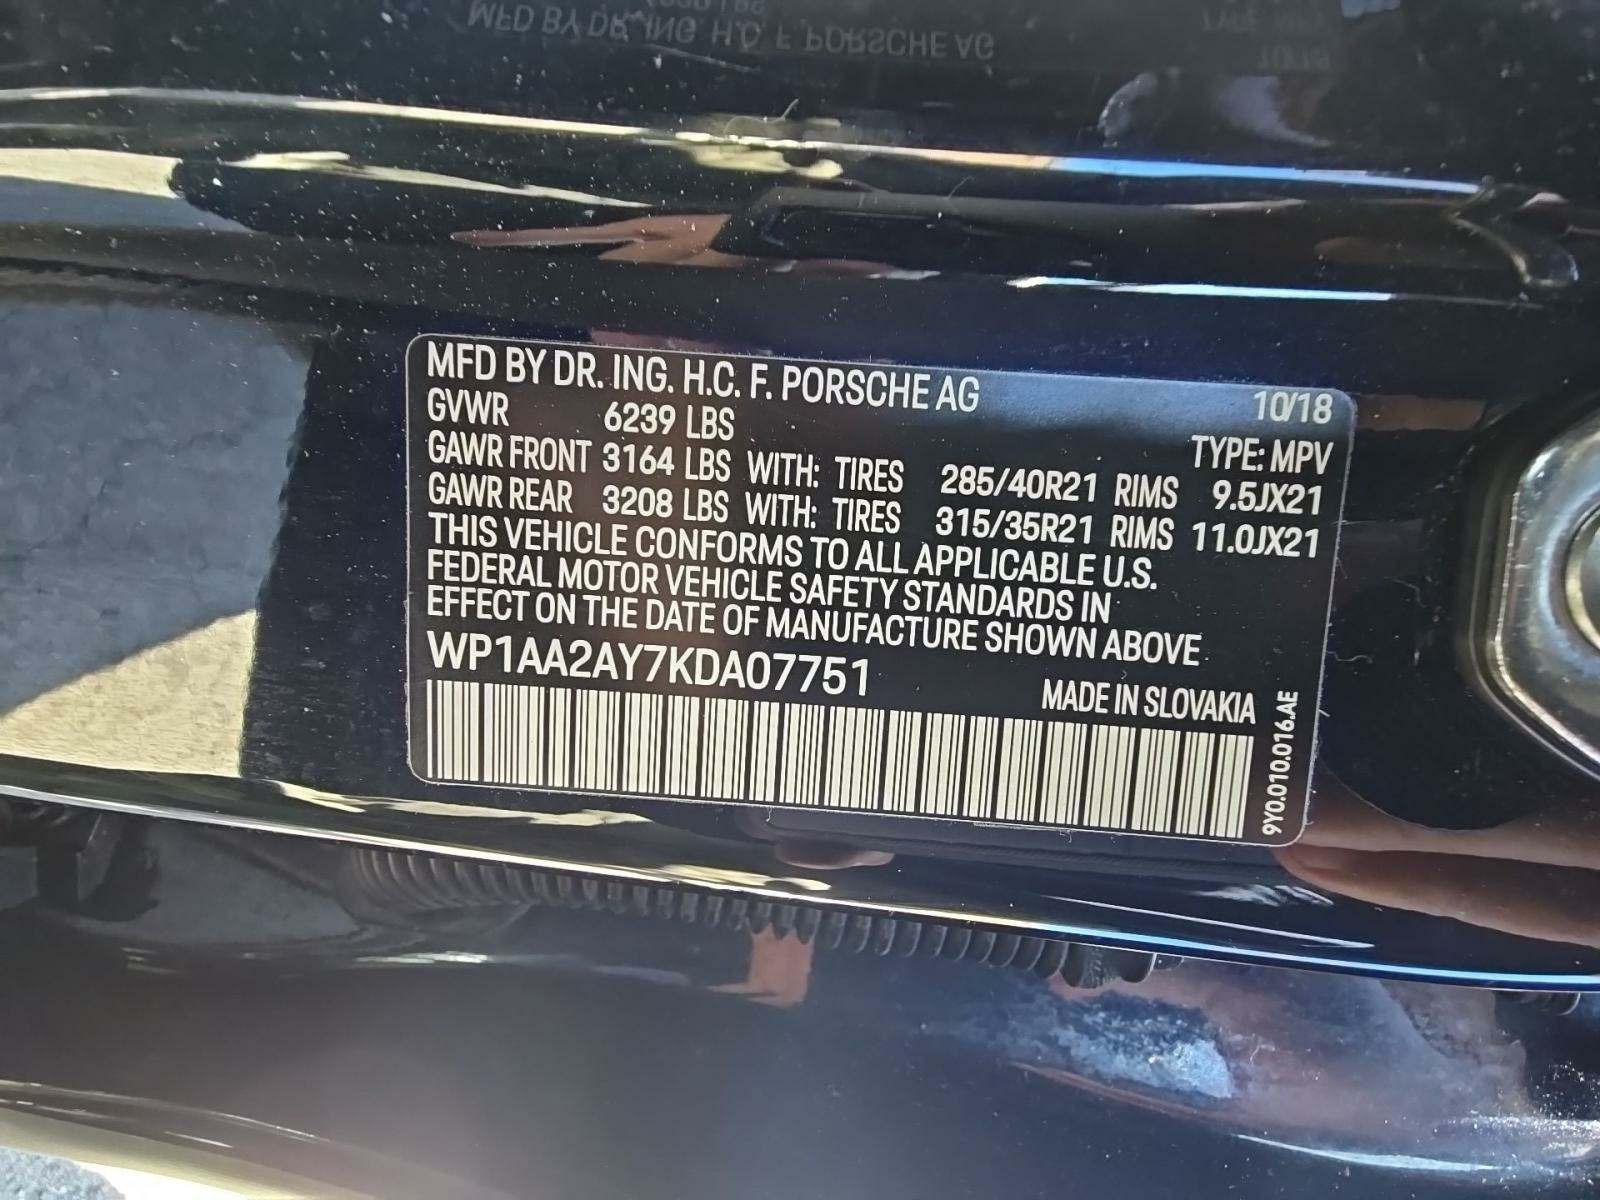 MFD BY DR. ING. H.C. F. PORSCHE AG 10/18
GVWR 6239 LBS TYPE: MPV
GAWR FRONT 3164 LBS WITH: TIRES 285/40R21 RIMS 9.5JX21
GAWR REAR 3208 LBS WITH: TIRES 315/35R21 RIMS 11.0JX21
THIS VEHICLE CONFORMS TO ALL APPLICABLE U.S.
FEDERAL MOTOR VEHICLE SAFETY STANDARDS IN
EFFECT ON THE DATE OF MANUFACTURE SHOWN ABOVE
WP1AA2AY7KDA07751
MADE IN SLOVAKIA
9Y0.010.016.AE